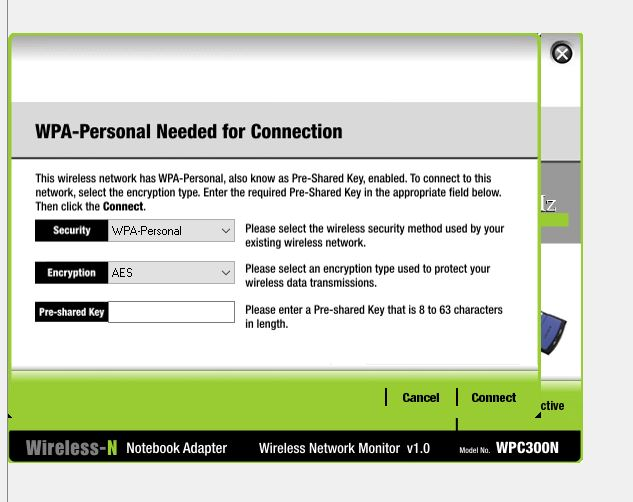 WPA-Personal Needed for Connection
This wireless network has WPA-Personal, also know as Pre-Shared Key, enabled. To connect to this
network, select the encryption type. Enter the required Pre-Shared Key in the appropriate field below.
Then click the Connect.
Security WPA-Personal Please select the wireless security method used by your
existing wireless network.
Encryption AES Please select an encryption type used to protect your
wireless data transmissions.
Pre-shared Key Please enter a Pre-shared Key that is 8 to 63 characters
in length.
Cancel Connect
ctive
Wireless-N Notebook Adapter Wireless Network Monitor v1.0 Model No. WPC300N